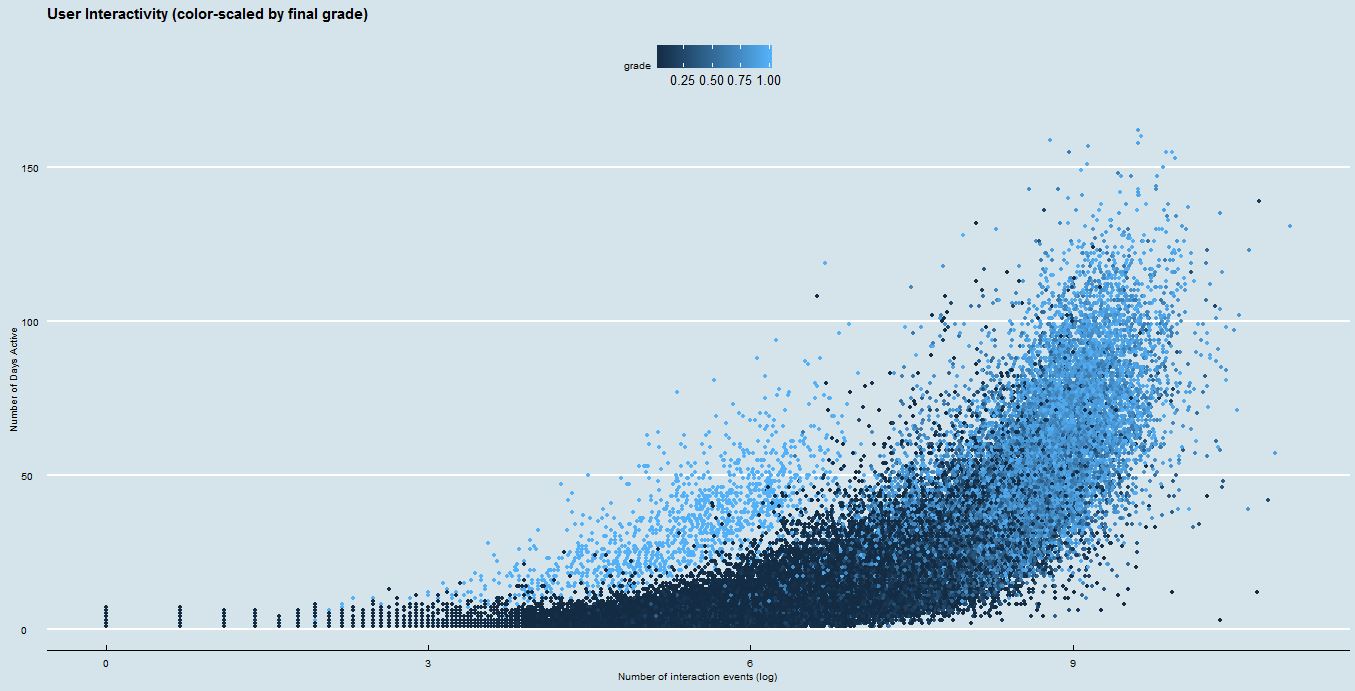 User Interactivity (color-scaled by final grade)
grade
0.25 0.50 0.75 1.00
150
100
50
0
Number of Days Active
0 3 6 9
Number of interaction events (log)